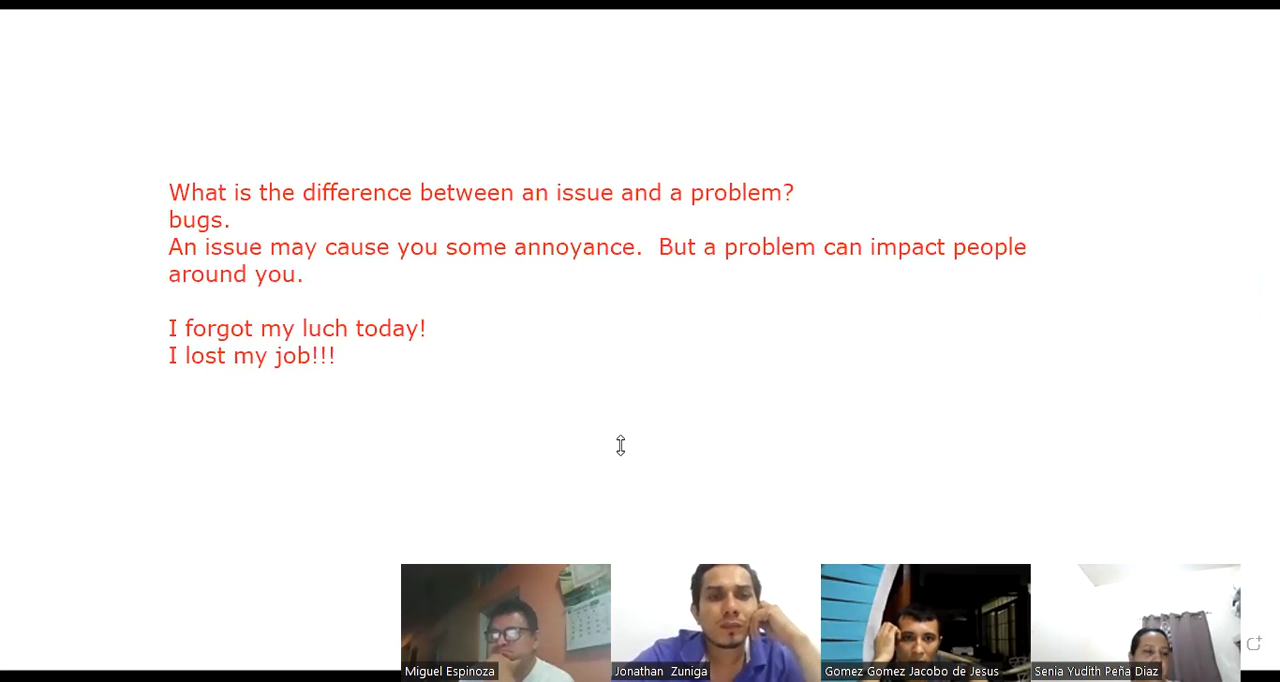 What is the difference between an issue and a problem?
bugs.
An issue may cause you some annoyance.  But a problem can impact people
around you.
I forgot my luch today!
I lost my job!!!
Miguel Espinoza
Jonathan  Zuniga
Gomez Gomez Jacobo de Jesus
Senia Yudith Peña Diaz